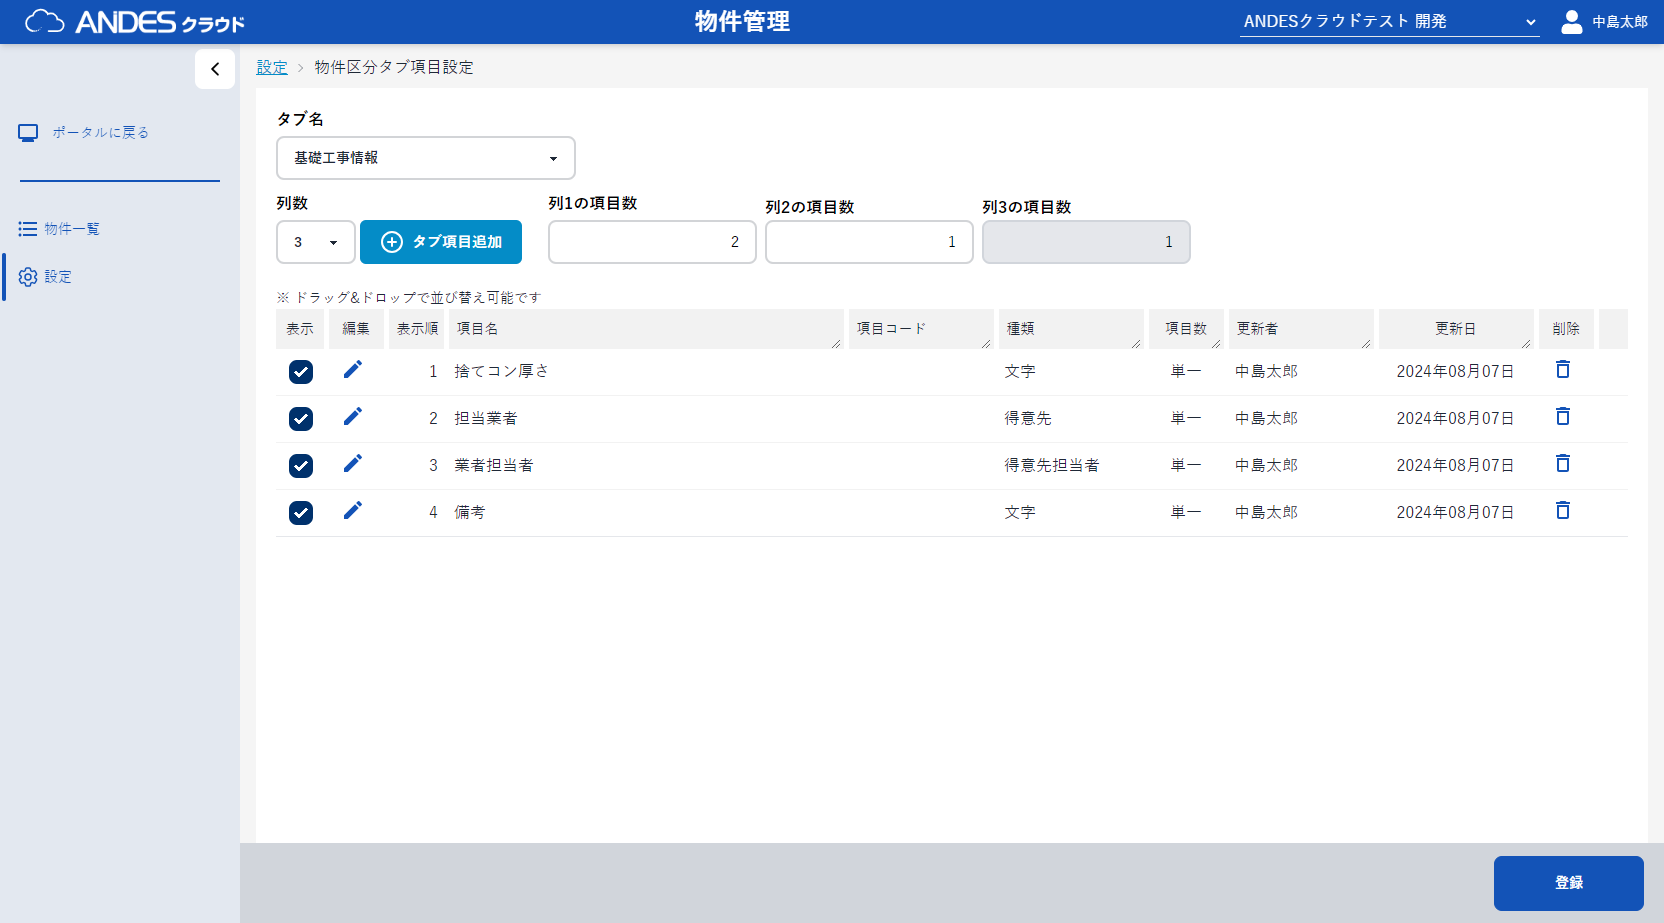 ANDES クラウド
物件管理
ANDESクラウドテスト 開発
中島太郎
設定 > 物件区分タブ項目設定
ポータルに戻る
物件一覧
設定
タブ名
基礎工事情報
列数 列1の項目数 列2の項目数 列3の項目数
3 タブ項目追加 2 1 1
※ ドラッグ&ドロップで並び替え可能です
表示 編集 表示順 項目名 項目コード 種類 項目数 更新者 更新日 削除
1 捨てコン厚さ 文字 単一 中島太郎 2024年08月07日
2 担当業者 得意先 単一 中島太郎 2024年08月07日
3 業者担当者 得意先担当者 単一 中島太郎 2024年08月07日
4 備考 文字 単一 中島太郎 2024年08月07日
登録